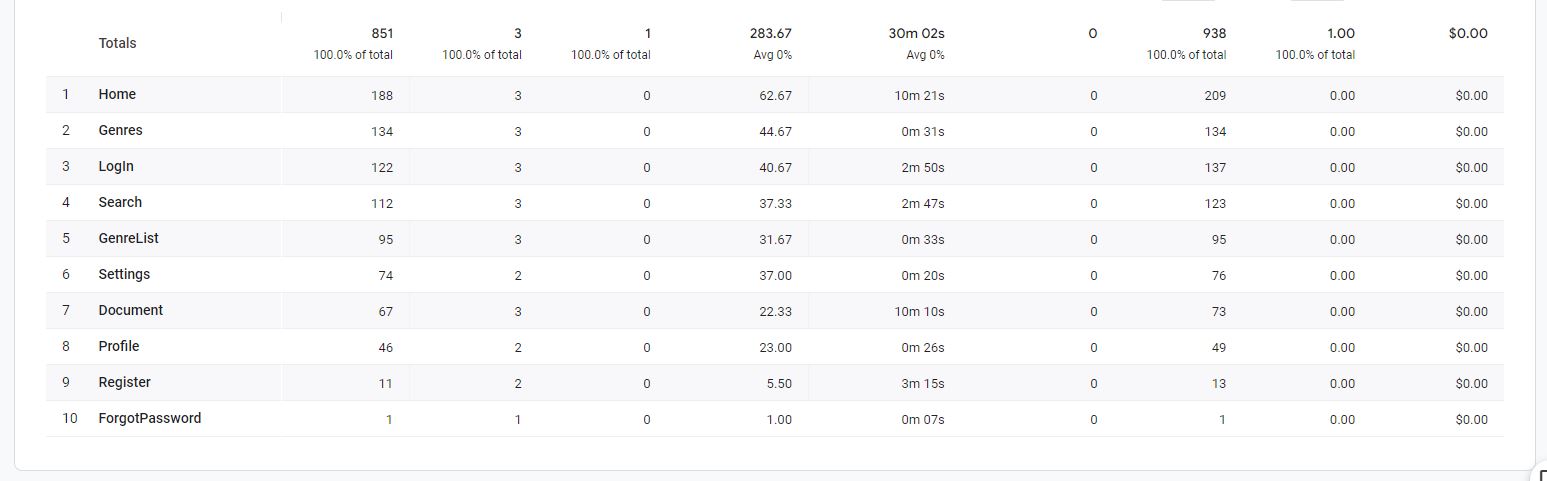 Totals 851 3 1 283.67 30m 02s 0 938 1.00 $0.00
100.0% of total 100.0% of total 100.0% of total Avg 0% Avg 0% 100.0% of total 100.0% of total
1 Home 188 3 0 62.67 10m 21s 0 209 0.00 $0.00
2 Genres 134 3 0 44.67 0m 31s 0 134 0.00 $0.00
3 LogIn 122 3 0 40.67 2m 50s 0 137 0.00 $0.00
4 Search 112 3 0 37.33 2m 47s 0 123 0.00 $0.00
5 GenreList 95 3 0 31.67 0m 33s 0 95 0.00 $0.00
6 Settings 74 2 0 37.00 0m 20s 0 76 0.00 $0.00
7 Document 67 3 0 22.33 10m 10s 0 73 0.00 $0.00
8 Profile 46 2 0 23.00 0m 26s 0 49 0.00 $0.00
9 Register 11 2 0 5.50 3m 15s 0 13 0.00 $0.00
10 ForgotPassword 1 1 0 1.00 0m 07s 0 1 0.00 $0.00